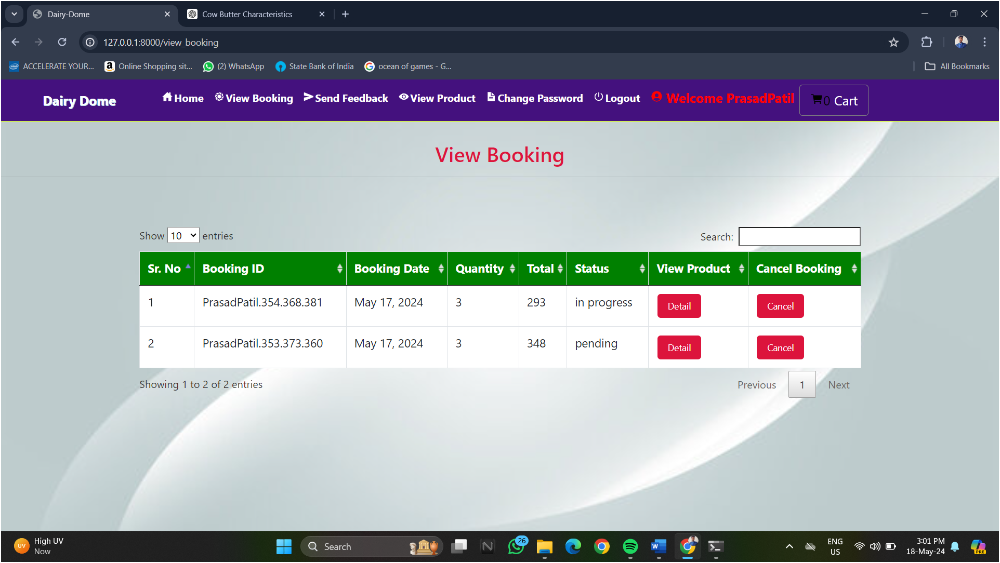 Dairy-Dome
Cow Butter Characteristics
127.0.0.1:8000/view_booking
ACCELERATE YOUR...
Online Shopping sit...
(2) WhatsApp
State Bank of India
ocean of games - G...
All Bookmarks
Dairy Dome
Home
View Booking
Send Feedback
View Product
Change Password
Logout
Welcome PrasadPatil
0 Cart
View Booking
Show 10 entries
Search:
Sr. No Booking ID Booking Date Quantity Total Status View Product Cancel Booking
1 PrasadPatil.354.368.381 May 17, 2024 3 293 in progress Detail Cancel
2 PrasadPatil.353.373.360 May 17, 2024 3 348 pending Detail Cancel
Showing 1 to 2 of 2 entries
Previous 1 Next
UV
High UV
Now
Search
26
ENG
US
3:01 PM
18-May-24
PRE